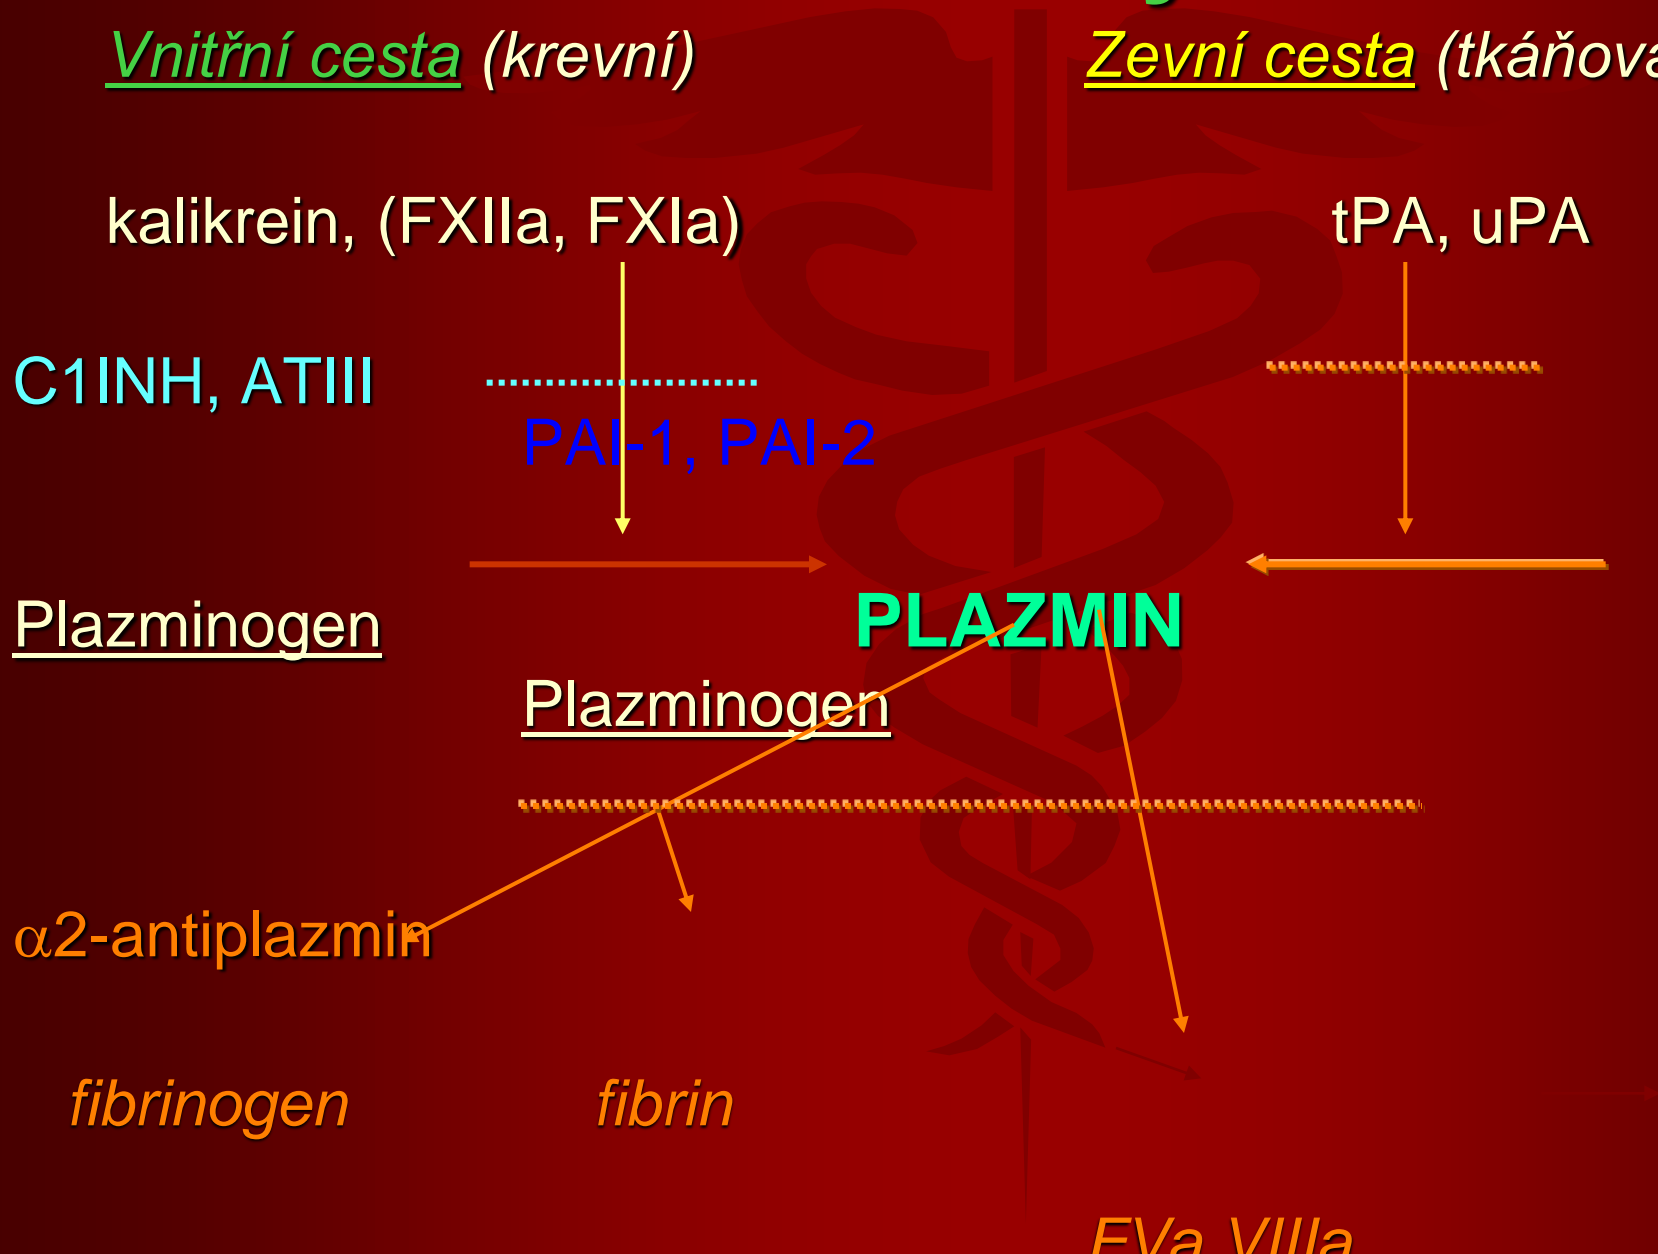 Vnitřní cesta (krevní) Zevní cesta (tkáňová
kalikrein, (FXIIa, FXIa) tPA, uPA
C1INH, ATIII
PAI-1, PAI-2
Plazminogen PLAZMIN
Plazminogen
α2-antiplazmin
fibrinogen fibrin
FVa VIIIa